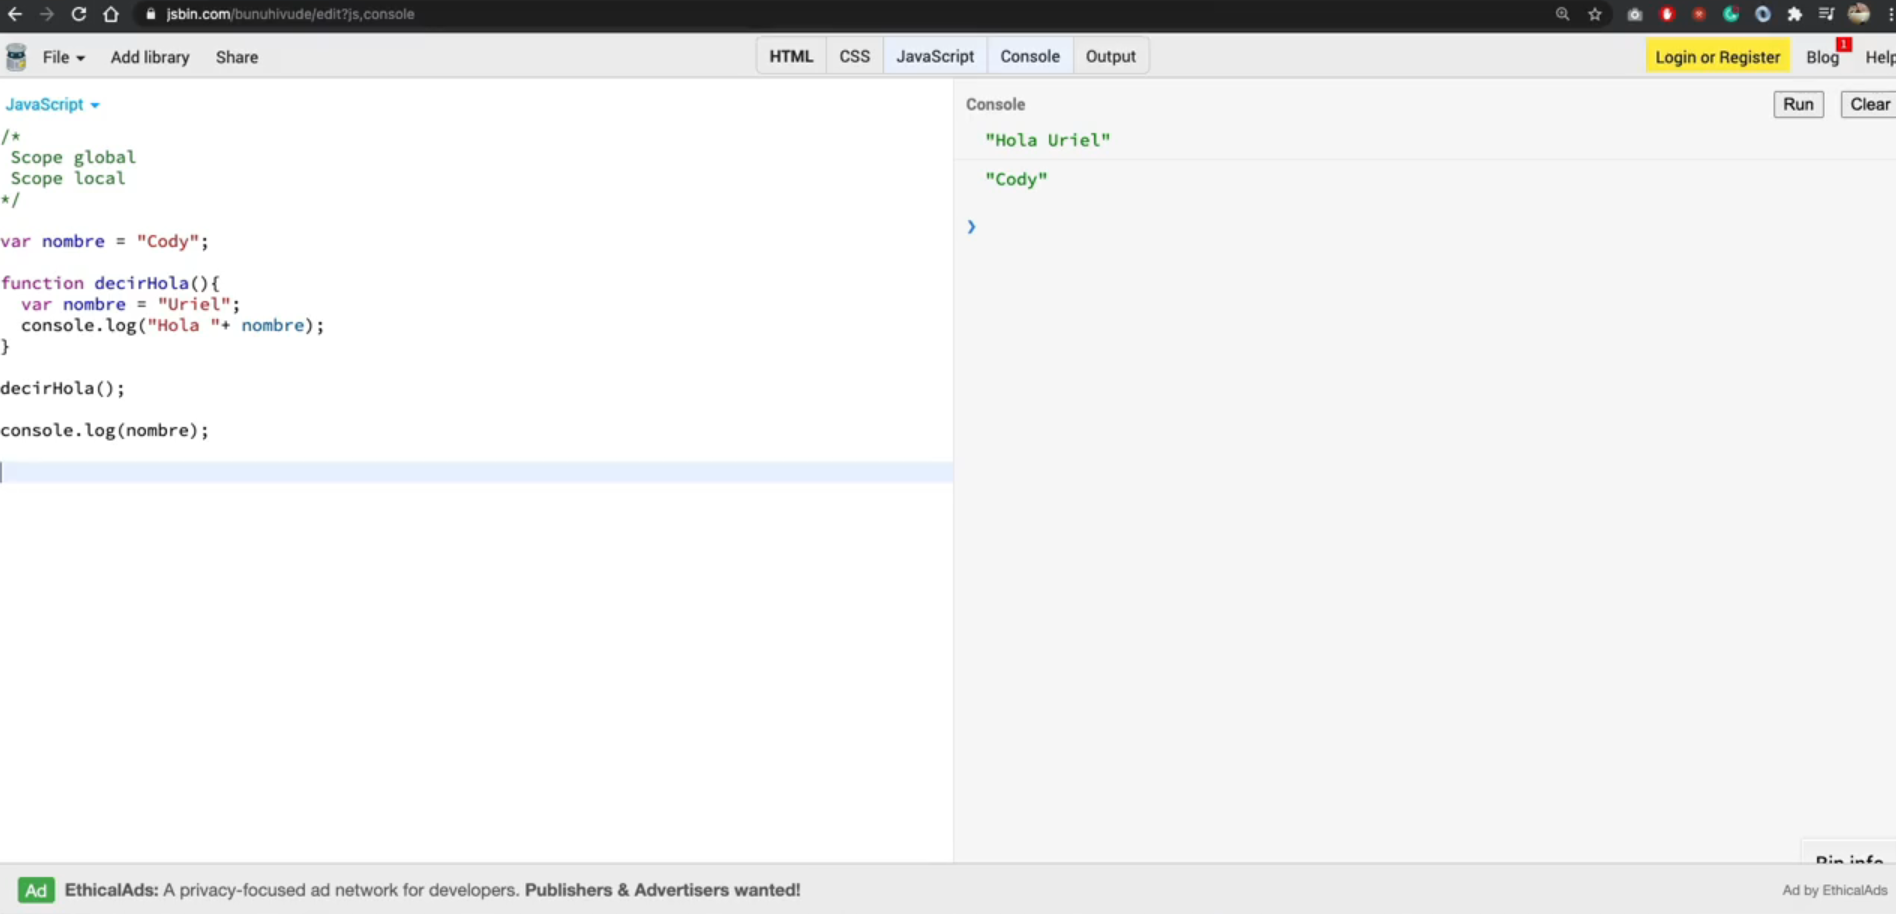 jsbin.com/bunuhivude/edit?js,console
File Add library Share HTML CSS JavaScript Console Output Login or Register Blog 1 Help
JavaScript
/*
Scope global
Scope local
*/
var nombre = "Cody";
function decirHola(){
var nombre = "Uriel";
console.log("Hola "+ nombre);
}
decirHola();
console.log(nombre);
Console Run Clear
"Hola Uriel"
"Cody"
❯
Bin info
Ad EthicalAds: A privacy-focused ad network for developers. Publishers & Advertisers wanted! Ad by EthicalAds